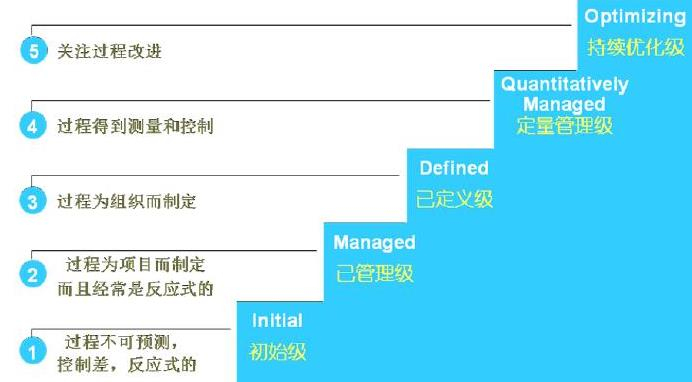 Optimizing
持续优化级
5
关注过程改进
Quantitatively
Managed
定量管理级
4
过程得到测量和控制
Defined
已定义级
3
过程为组织而制定
Managed
已管理级
2
过程为项目而制定
而且经常是反应式的
Initial
初始级
1
过程不可预测，
控制差，反应式的